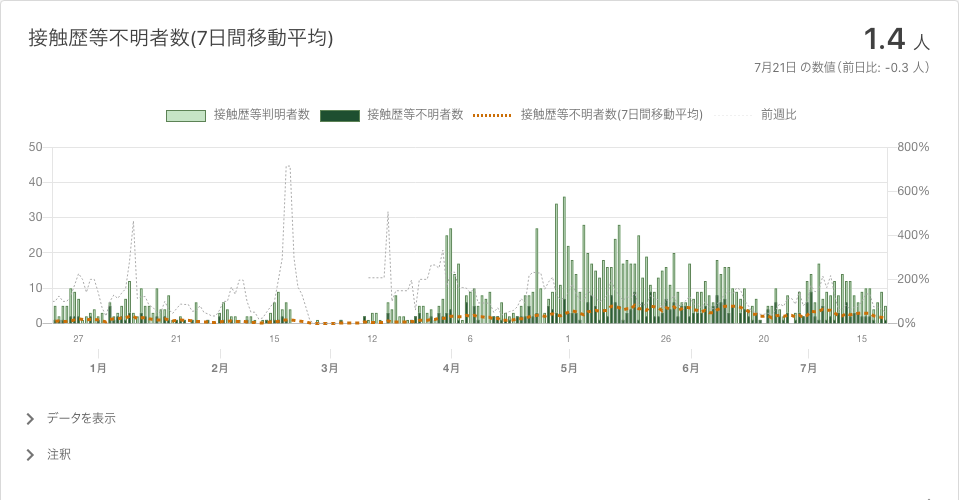 接触歴等不明者数(7日間移動平均)
1.4 人
7月21日 の数値（前日比: -0.3 人）
接触歴等判明者数 接触歴等不明者数 接触歴等不明者数(7日間移動平均) 前週比
50 800%
40 600%
30 400%
20 200%
10 0%
0
27 21 15 12 6 1 26 20 15
1月 2月 3月 4月 5月 6月 7月
データを表示
注釈